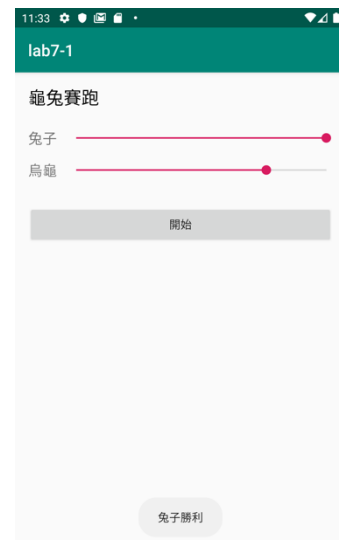 11:33
lab7-1
龜兔賽跑
兔子
烏龜
開始
兔子勝利